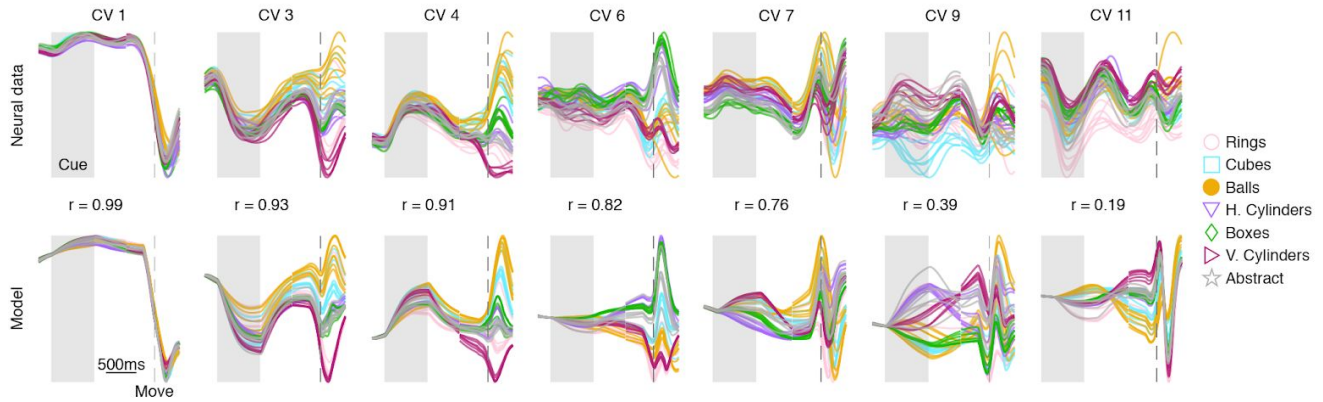 CV 1 CV 3 CV 4 CV 6 CV 7 CV 9 CV 11
Neural data
Cue
r = 0.99 r = 0.93 r = 0.91 r = 0.82 r = 0.76 r = 0.39 r = 0.19
Model
500ms
Move
Rings
Cubes
Balls
H. Cylinders
Boxes
V. Cylinders
Abstract